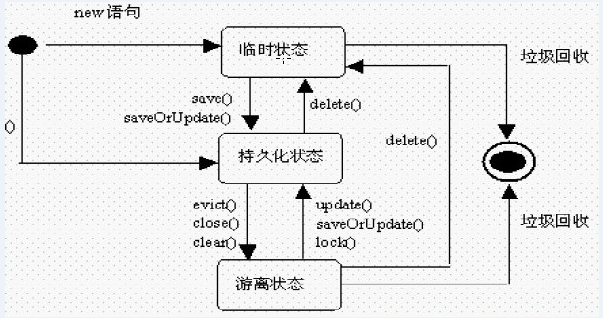 new语句
临时状态
垃圾回收
save()
saveOrUpdate()
delete()
()
持久化状态
delete()
evict()
close()
clear()
update()
saveOrUpdate()
lock()
垃圾回收
游离状态